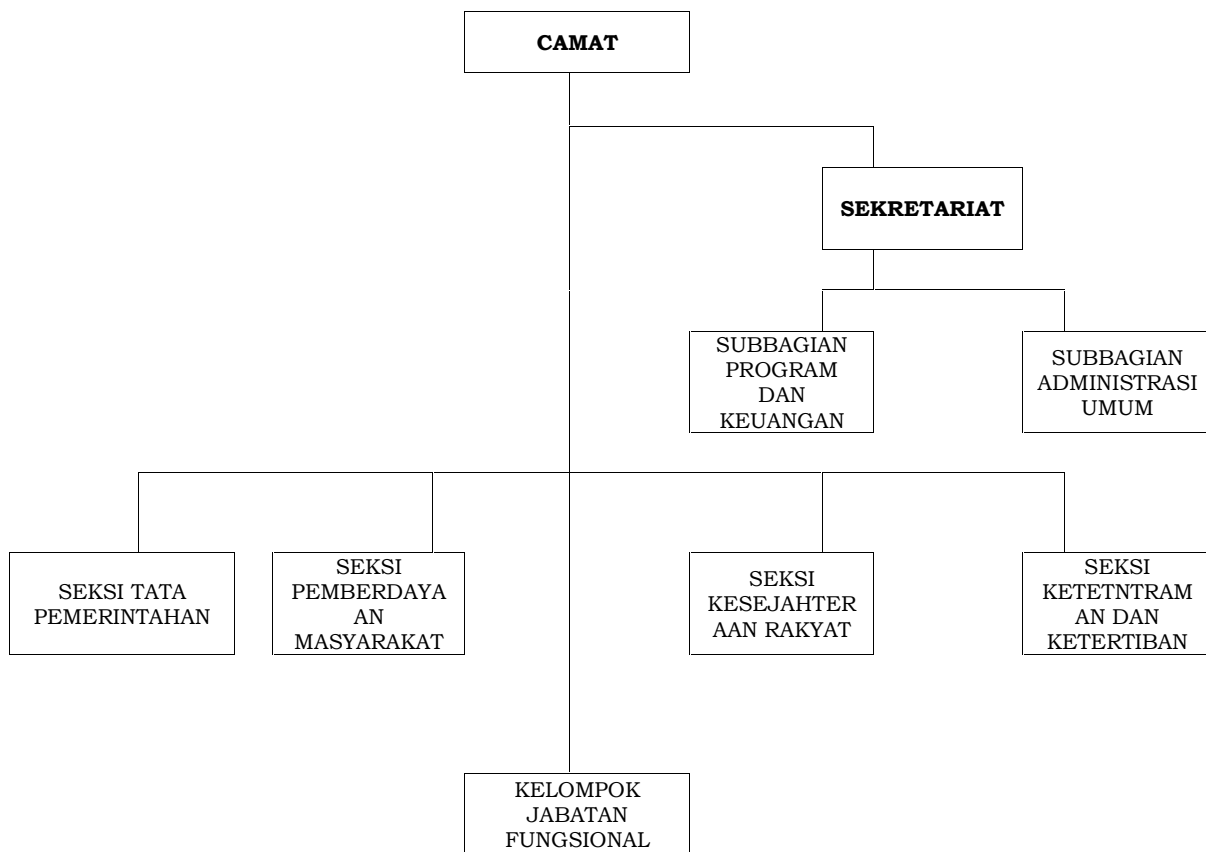 CAMAT
SEKRETARIAT
SUBBAGIAN
PROGRAM
DAN
KEUANGAN
SUBBAGIAN
ADMINISTRASI
UMUM
SEKSI TATA
PEMERINTAHAN
SEKSI
PEMBERDAYA
AN
MASYARAKAT
SEKSI
KESEJAHTER
AAN RAKYAT
SEKSI
KETETNTRAM
AN DAN
KETERTIBAN
KELOMPOK
JABATAN
FUNGSIONAL